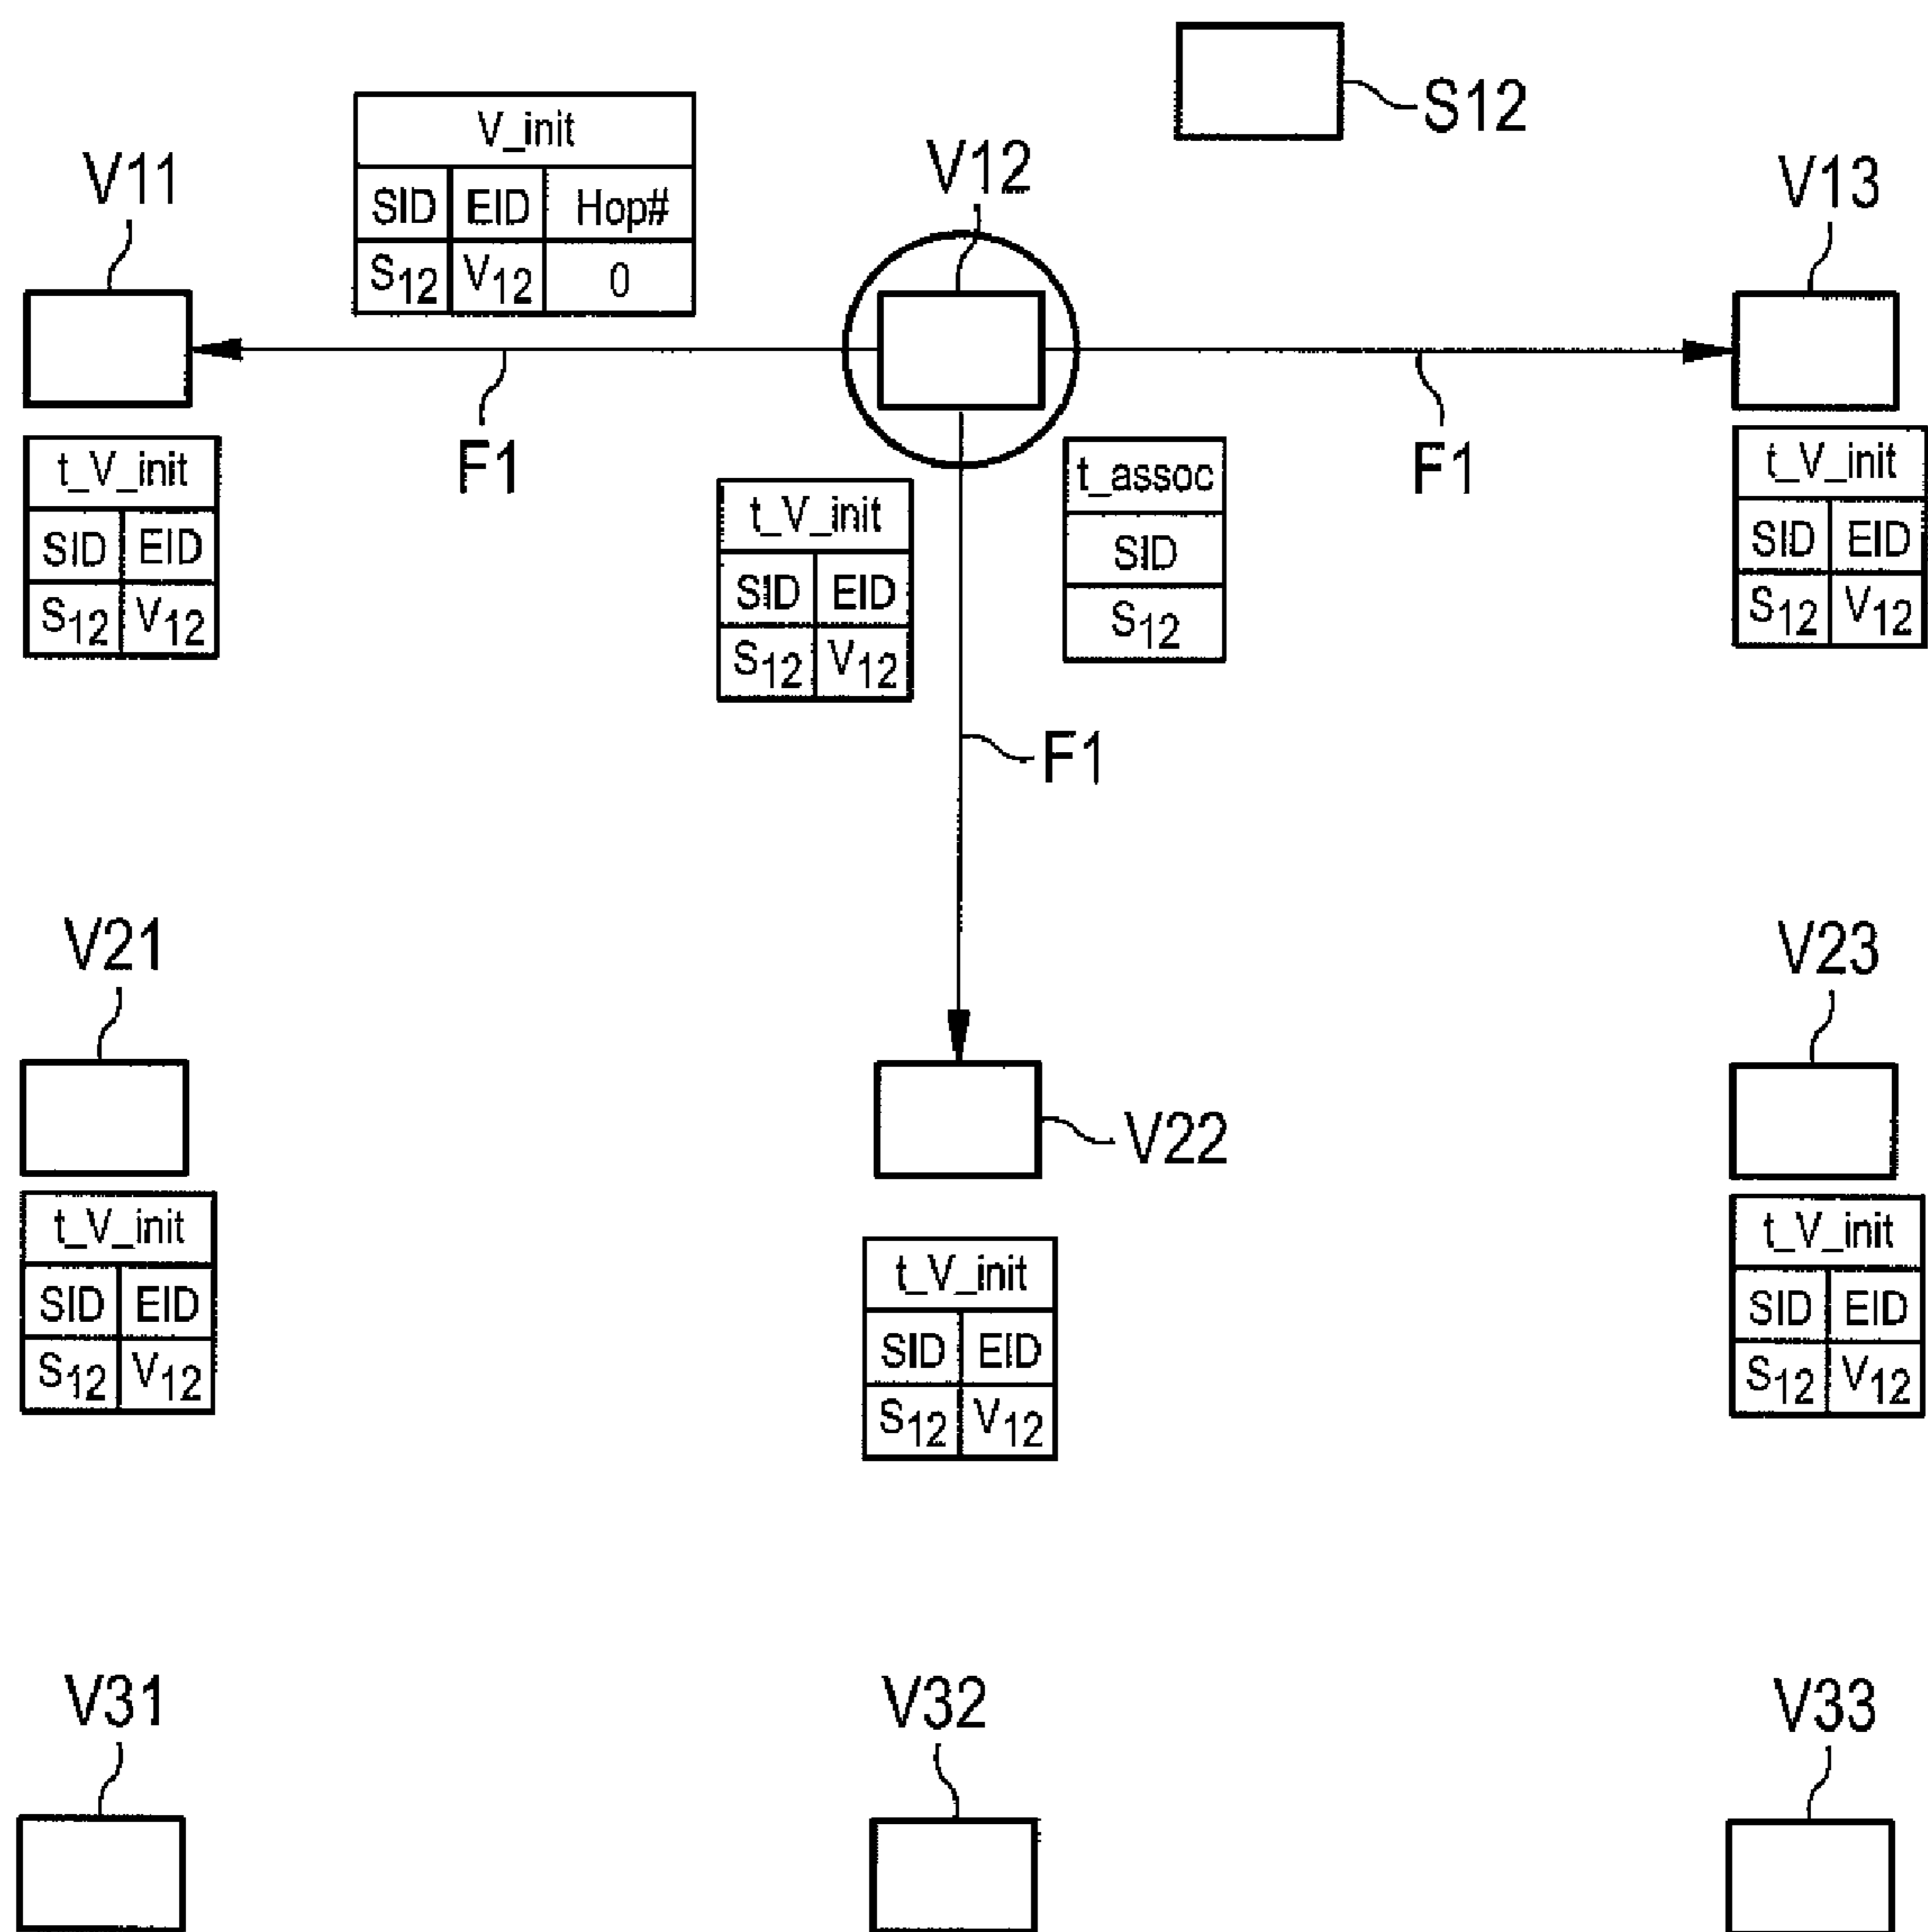 S12
V_init
V11
V12
V13
SID EID Hop#
S12 V12 0
F1
F1
t_V_init
SID EID
S12 V12
t_V_init
SID EID
S12 V12
t_assoc
SID
S12
t_V_init
SID EID
S12 V12
F1
V21
V23
V22
t_V_init
SID EID
S12 V12
t_V_init
SID EID
S12 V12
t_V_init
SID EID
S12 V12
V31
V32
V33